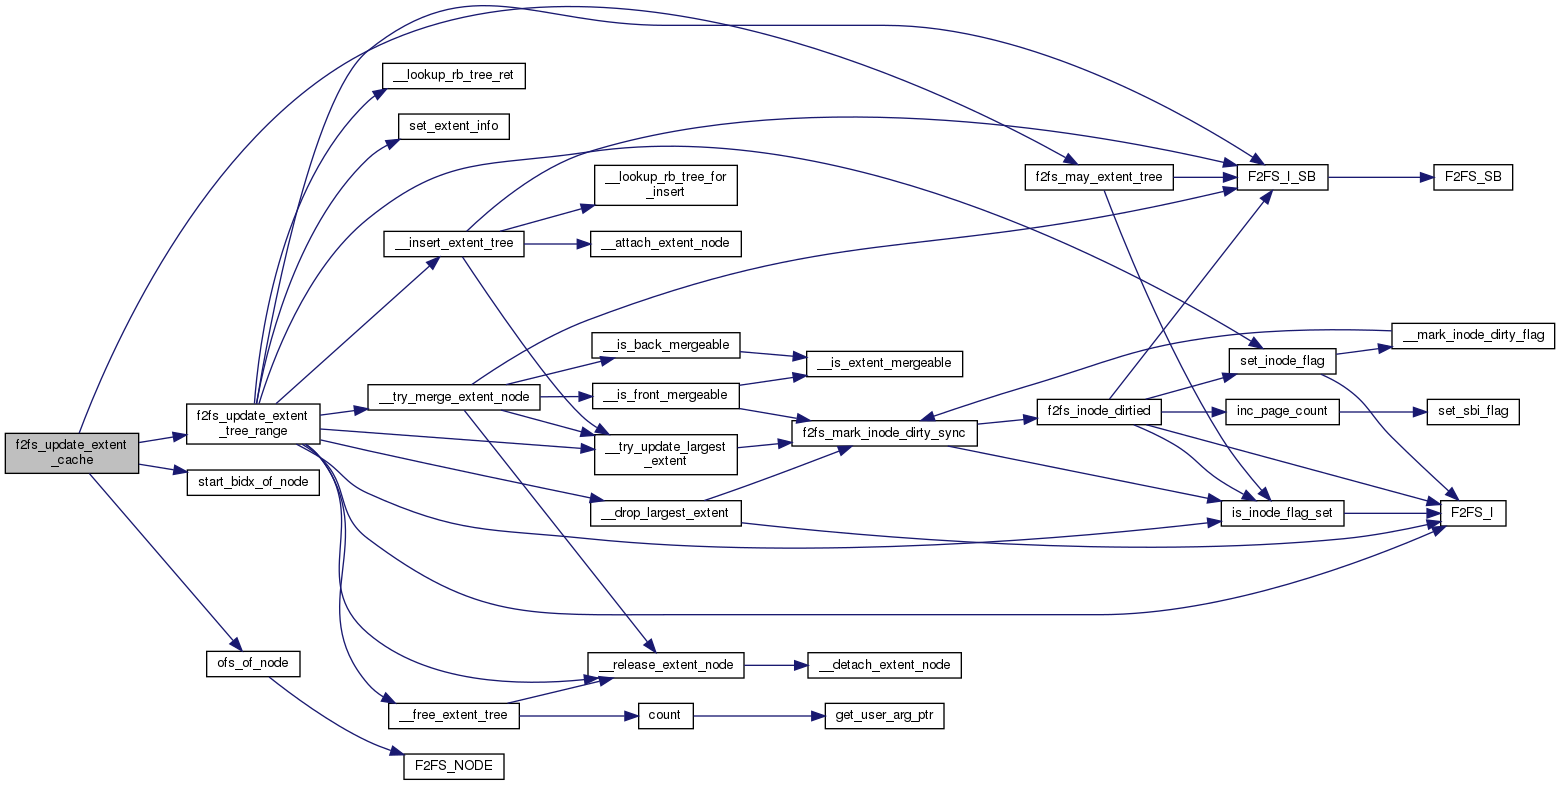 __lookup_rb_tree_ret
set_extent_info
__lookup_rb_tree_for
_insert
f2fs_may_extent_tree
F2FS_I_SB
F2FS_SB
__insert_extent_tree
__attach_extent_node
__is_back_mergeable
__mark_inode_dirty_flag
__is_extent_mergeable
set_inode_flag
__try_merge_extent_node
__is_front_mergeable
f2fs_update_extent
_tree_range
f2fs_inode_dirtied
inc_page_count
set_sbi_flag
f2fs_mark_inode_dirty_sync
f2fs_update_extent
_cache
__try_update_largest
_extent
start_bidx_of_node
__drop_largest_extent
is_inode_flag_set
F2FS_I
ofs_of_node
__release_extent_node
__detach_extent_node
__free_extent_tree
count
get_user_arg_ptr
F2FS_NODE